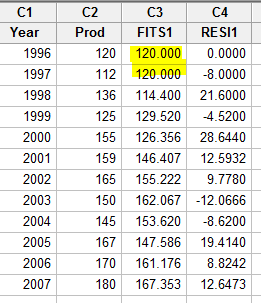 C1 C2 C3 C4
Year Prod FITS1 RESI1
1996 120 120.000 0.0000
1997 112 120.000 -8.0000
1998 136 114.400 21.6000
1999 125 129.520 -4.5200
2000 155 126.356 28.6440
2001 159 146.407 12.5932
2002 165 155.222 9.7780
2003 150 162.067 -12.0666
2004 145 153.620 -8.6200
2005 167 147.586 19.4140
2006 170 161.176 8.8242
2007 180 167.353 12.6473